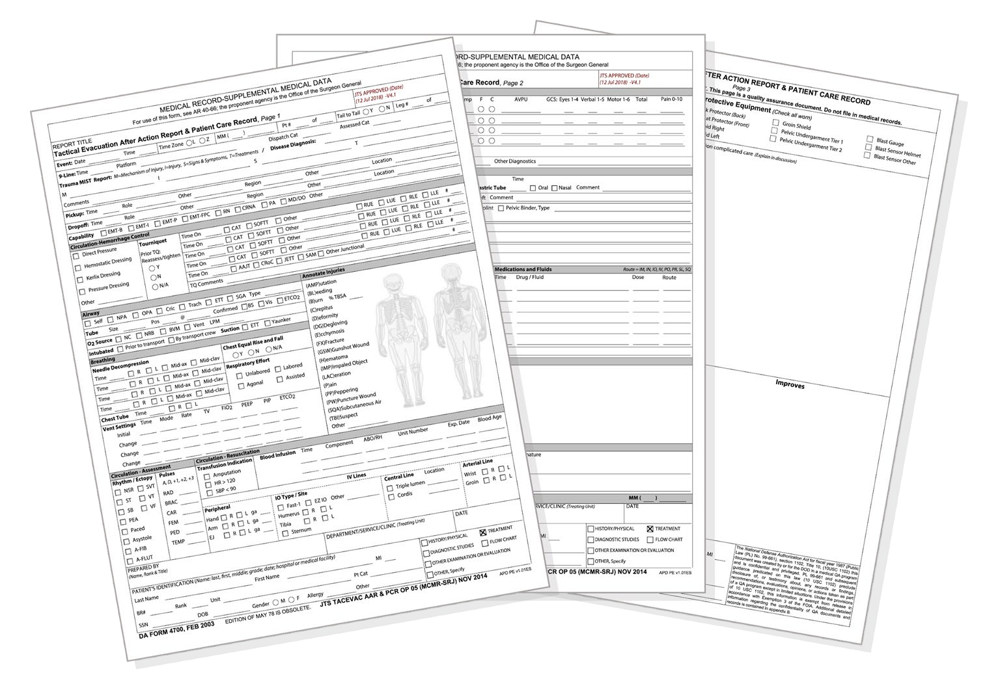 MEDICAL RECORD-SUPPLEMENTAL MEDICAL DATA
For use of this form, see AR 40-66; the proponent agency is the Office of the Surgeon General
REPORT TITLE
Tactical Evacuation After Action Report & Patient Care Record, Page 1
JTS APPROVED (Date)
(12 Jul 2018) -V4.1
Event: Date Time Time Zone L Z MM ( ) Pt # of Tail to Tail Y N Leg # of
9-Line: Time Platform Dispatch Cat Assessed Cat
Trauma MIST Report: M=Mechanism of Injury, I=Injury, S=Signs & Symptoms, T=Treatments / Disease Diagnosis:
M I S T
Comments
Pickup: Time Role Other Region Other Location
Dropoff: Time Role Other Region Other Location
Capability EMT-B EMT-I EMT-P EMT-FPC RN CRNA PA MD/DO Other
Circulation-Hemorrhage Control
Direct Pressure
Hemostatic Dressing
Kerlix Dressing
Pressure Dressing
Other
Tourniquet
Prior TQ:
Reassess/tighten
Y
N
N/A
Time On CAT SOFTT Other RUE LUE RLE LLE #
Time On CAT SOFTT Other RUE LUE RLE LLE #
Time On CAT SOFTT Other RUE LUE RLE LLE #
Time On CAT SOFTT Other RUE LUE RLE LLE #
Time On AAJT CRoC JETT SAM Other Junctional #
TQ Comments
Airway
Self NPA OPA Cric Trach ETT SGA Type
Tube Size Pos @ Confirmed BS Vis ETCO2
O2 Source NC NRB BVM Vent LPM
Intubated Prior to transport By transport crew Suction ETT Yaunker
Breathing
Needle Decompression
Time R L Mid-ax Mid-clav
Time R L Mid-ax Mid-clav
Time R L Mid-ax Mid-clav
Time R L Mid-ax Mid-clav
Chest Tube Time R L
Chest Equal Rise and Fall
Y N N/A
Respiratory Effort
Unlabored Labored
Agonal Assisted
Vent Settings Time Mode Rate TV FiO2 PEEP PIP ETCO2
Initial
Change
Change
Change
Annotate Injuries
(AMP)utation
(BL)eeding
(B)urn % TBSA
(C)repitus
(D)eformity
(DG)Degloving
(E)cchymosis
(FX)Fracture
(GSW)Gunshot Wound
(H)ematoma
(IMP)Impaled Object
(LAC)eration
(P)ain
(PP)Peppering
(PW)Puncture Wound
(SQA)Subcutaneous Air
(TBI)Suspect
Other
Circulation - Assessment
Rhythm / Ectopy
NSR SVT
ST VT
SB VF
PEA
Paced
Asystole
A-FIB
A-FLUT
Pulses
A, D, +1, +2, +3
RAD
BRAC
CAR
FEM
PED
TEMP
Circulation - Resuscitation
Transfusion Indication
Amputation
HR > 120
SBP < 90
Blood Infusion Time Component ABO/RH Unit Number Exp. Date Blood Age
IV Lines
Peripheral
Hand R L ga
Arm R L ga
EJ R L ga
IO Type / Site
Fast-1 EZ IO Other
Humerus R L
Tibia R L
Sternum
Central Line Location
Triple lumen
Cordis
Arterial Line
Wrist R L
Groin R L
PREPARED BY
(Name, Rank & Title)
DEPARTMENT/SERVICE/CLINIC (Treating Unit)
DATE
PATIENT'S IDENTIFICATION (Name: last, first, middle; grade; date; hospital or medical facility)
Last Name First Name MI
BR# Rank Unit Pt Cat
SSN DOB Gender M F Allergy Other
HISTORY/PHYSICAL TREATMENT
DIAGNOSTIC STUDIES FLOW CHART
OTHER EXAMINATION OR EVALUATION
OTHER, Specify
DA FORM 4700, FEB 2003 EDITION OF MAY 78 IS OBSOLETE. JTS TACEVAC AAR & PCR OP 05 (MCMR-SRJ) NOV 2014 APD PE v1.01ES
RD-SUPPLEMENTAL MEDICAL DATA
6; the proponent agency is the Office of the Surgeon General
Care Record, Page 2
JTS APPROVED (Date)
(12 Jul 2018) -V4.1
mp F C AVPU GCS: Eyes 1-4 Verbal 1-5 Motor 1-6 Total Pain 0-10
Other Diagnostics
Time
astric Tube Oral Nasal Comment
eft Comment
plint Pelvic Binder, Type
Medications and Fluids Route = IM, IN, IO, IV, PO, PR, SL, SQ
Time Drug / Fluid Dose Route
nature
MM ( )
RVICE/CLINIC (Treating Unit)
DATE
MI
HISTORY/PHYSICAL TREATMENT
DIAGNOSTIC STUDIES FLOW CHART
OTHER EXAMINATION OR EVALUATION
OTHER, Specify
CR OP 05 (MCMR-SRJ) NOV 2014 APD PE v1.01ES
FTER ACTION REPORT & PATIENT CARE RECORD
Page 3
. This page is a quality assurance document. Do not file in medical records.
rotective Equipment (Check all worn)
k Protector (Back) Groin Shield Blast Gauge
at Protector (Front) Pelvic Undergarment Tier 1 Blast Sensor Helmet
oid Right Pelvic Undergarment Tier 2 Blast Sensor Other
d Left
on complicated care (Explain in discussion)
Improves
MI
The National Defense Authorization Act for fiscal year 1987 (Public
Law (PL) No. 99-661), section 1102, Title 10, (10USC 1102) this
document was created by or for the DOD in a medical QA program
and is confidential and privileged. PL 99-661 and subsequent
guidance predicated on this law (10 USC 1102) preclude
disclosure of, or testimony about, any records or findings,
recommendations, evaluations, opinions, or actions taken as part
of a QA program except in limited situations. Under the provisions
of 10 USC 1102, this information is exempt from release in
accordance with Exemption 3 of the FOIA. Additional detailed
information regarding the confidentiality of QA documents and
records is contained in appendix B.